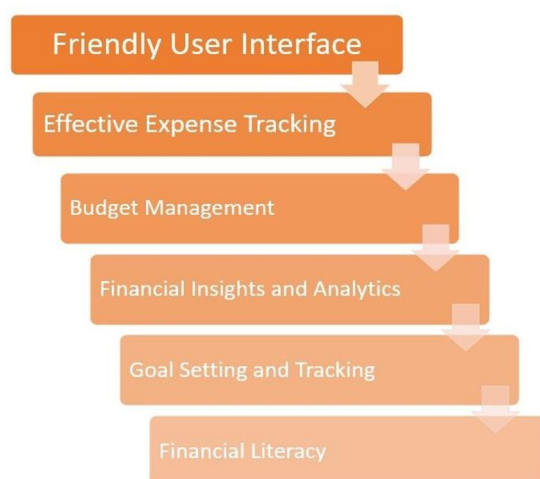 Friendly User Interface
Effective Expense Tracking
Budget Management
Financial Insights and Analytics
Goal Setting and Tracking
Financial Literacy